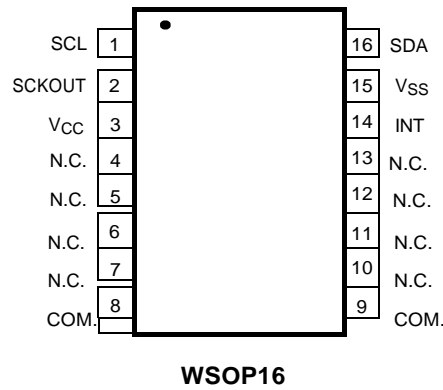 SCL 1 16 SDA
SCKOUT 2 15 VSS
VCC 3 14 INT
N.C. 4 13 N.C.
N.C. 5 12 N.C.
N.C. 6 11 N.C.
N.C. 7 10 N.C.
COM. 8 9 COM.
WSOP16